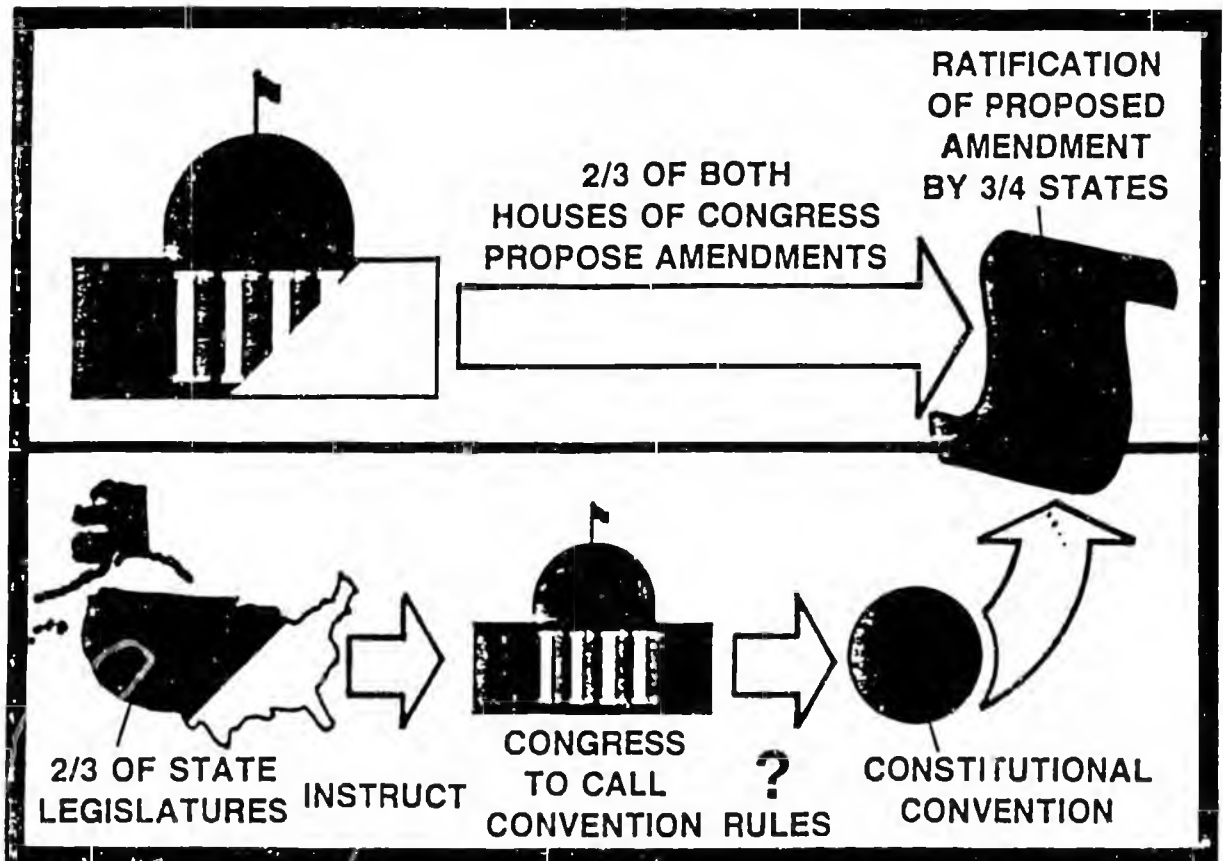 RATIFICATION
OF PROPOSED
AMENDMENT
BY 3/4 STATES
2/3 OF BOTH
HOUSES OF CONGRESS
PROPOSE AMENDMENTS
2/3 OF STATE
LEGISLATURES
INSTRUCT
CONGRESS
TO CALL
CONVENTION
?
RULES
CONSTITUTIONAL
CONVENTION